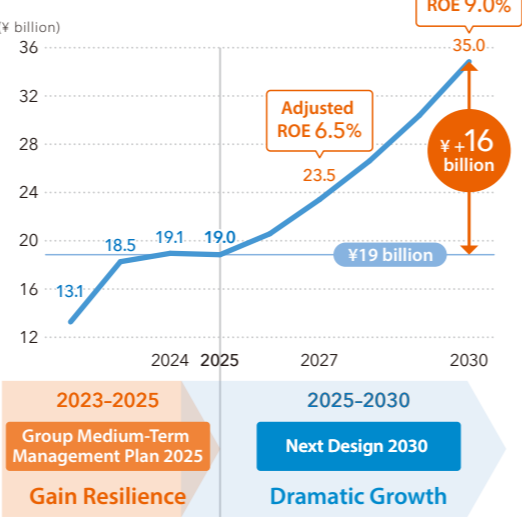 ROE 9.0%
(¥ billion)
36
35.0
32
Adjusted
ROE 6.5%
¥ +16
billion
28
23.5
24
18.5
19.1
19.0
20
¥19 billion
13.1
16
12
2024
2025
2027
2030
2023–2025
2025–2030
Group Medium-Term
Management Plan 2025
Next Design 2030
Gain Resilience
Dramatic Growth